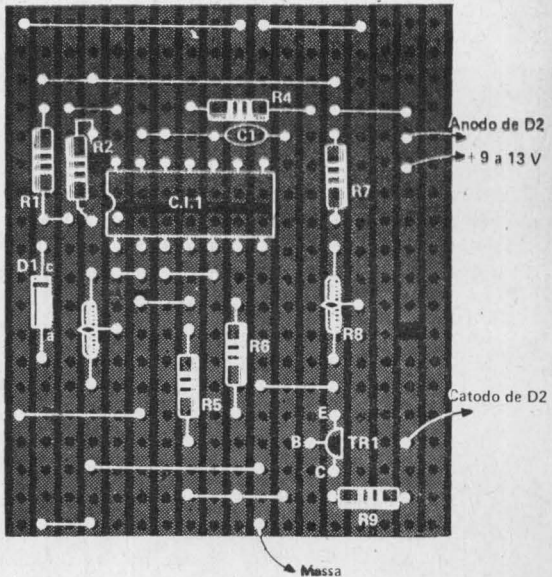 R4
C1
Anodo de D2
+ 9 a 13 V
R2
R1
C.I.1
R7
D1
c
a
R8
R6
R5
Catodo de D2
E
B
TR1
C
R9
Massa